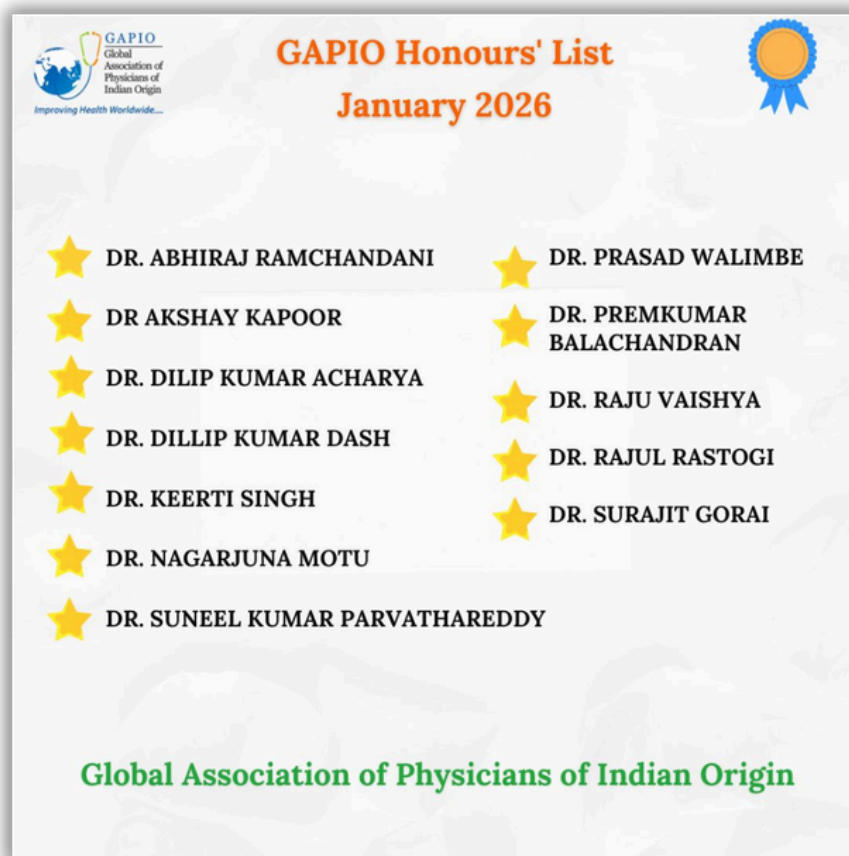 GAPIO
Global
Association of
Physicians of
Indian Origin
Improving Health Worldwide....
GAPIO Honours' List
January 2026
DR. ABHIRAJ RAMCHANDANI
DR AKSHAY KAPOOR
DR. DILIP KUMAR ACHARYA
DR. DILLIP KUMAR DASH
DR. KEERTI SINGH
DR. NAGARJUNA MOTU
DR. SUNEEL KUMAR PARVATHAREDDY
DR. PRASAD WALIMBE
DR. PREMKUMAR
BALACHANDRAN
DR. RAJU VAISHYA
DR. RAJUL RASTOGI
DR. SURAJIT GORAI
Global Association of Physicians of Indian Origin